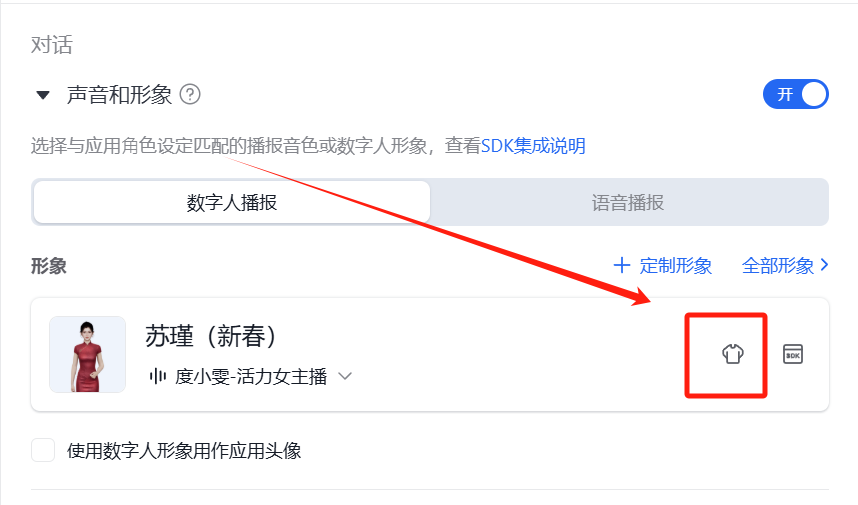 对话
声音和形象
开
选择与应用角色设定匹配的播报音色或数字人形象，查看SDK集成说明
数字人播报 语音播报
形象 定制形象 全部形象
苏瑾（新春）
SDK
度小雯-活力女主播
使用数字人形象用作应用头像